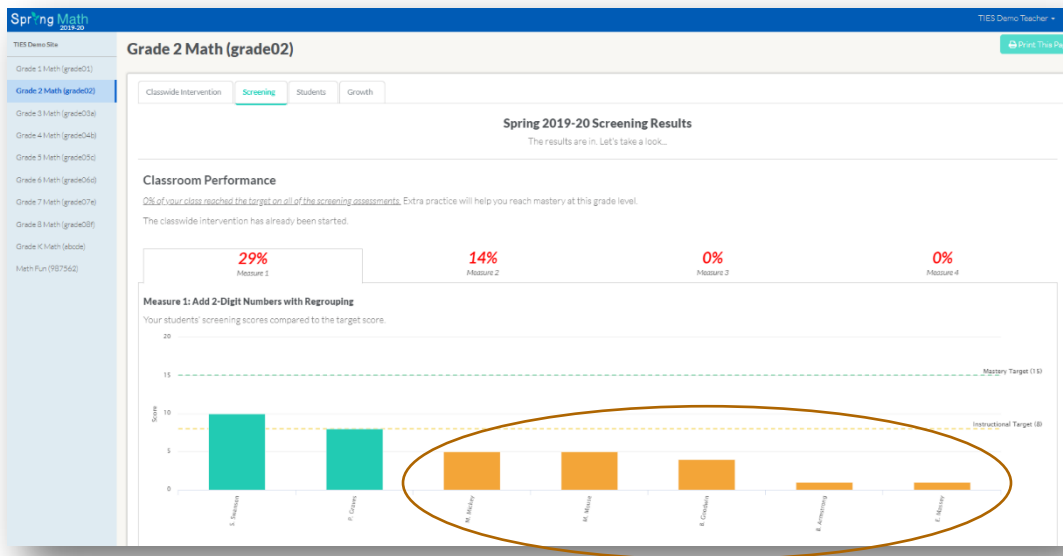 Spring Math
2019-20
TIES Demo Teacher
TIES Demo Site
Grade 2 Math (grade02)
Print This Pa
Grade 1 Math (grade01)
Grade 2 Math (grade02)
Grade 3 Math (grade03a)
Grade 4 Math (grade04b)
Grade 5 Math (grade05c)
Grade 6 Math (grade06d)
Grade 7 Math (grade07e)
Grade 8 Math (grade08f)
Grade K Math (abcde)
Math Fun (987562)
Classwide Intervention Screening Students Growth
Spring 2019-20 Screening Results
The results are in. Let's take a look...
Classroom Performance
0% of your class reached the target on all of the screening assessments. Extra practice will help you reach mastery at this grade level.
The classwide intervention has already been started.
29% 14% 0% 0%
Measure 1 Measure 2 Measure 3 Measure 4
Measure 1: Add 2-Digit Numbers with Regrouping
Your students' screening scores compared to the target score.
20
15
Mastery Target (15)
Score
10
Instructional Target (8)
5
0
S. Swanson
P. Graves
M. Mckay
M.
B.
B. Armstrong
E.